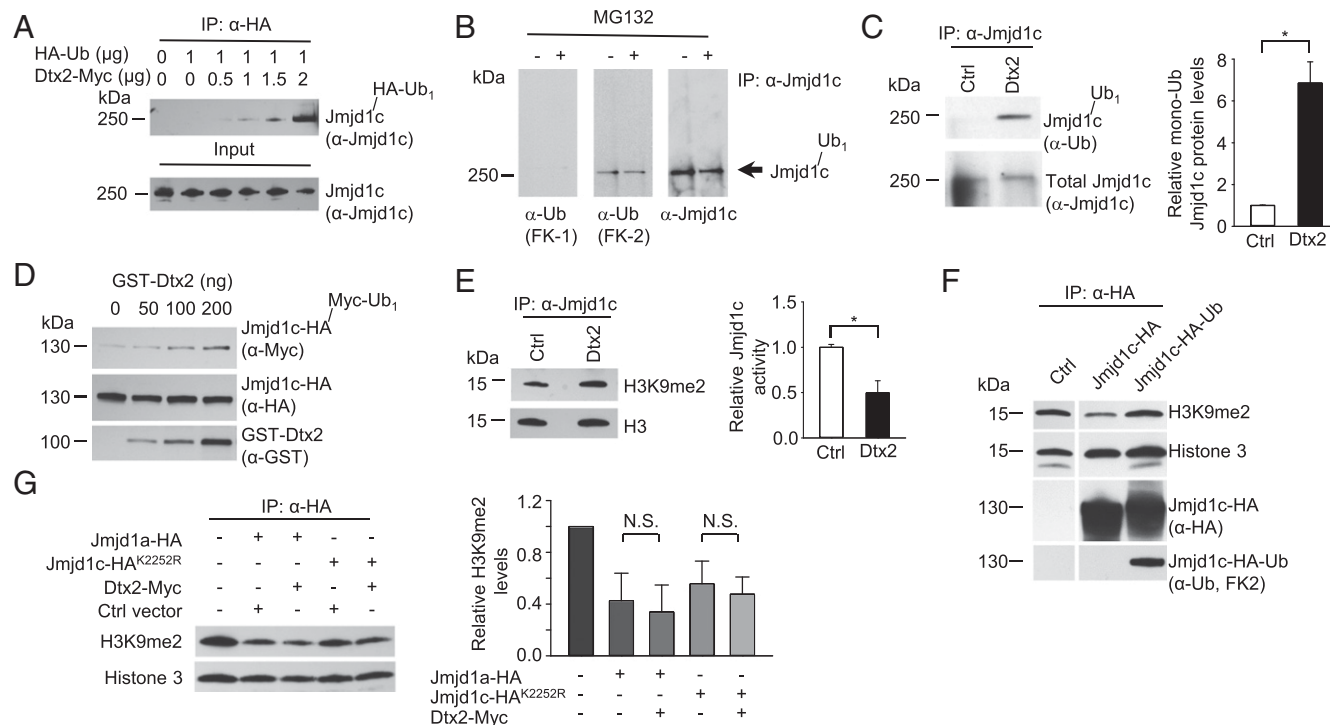 A
IP: α-HA
HA-Ub (μg) 0 1 1 1 1 1
Dtx2-Myc (μg) 0 0 0.5 1 1.5 2
kDa
HA-Ub1
250
Jmjd1c
(α-Jmjd1c)
Input
250
Jmjd1c
(α-Jmjd1c)
B
MG132
- + - + - +
kDa
IP: α-Jmjd1c
Ub1
250
Jmjd1c
α-Ub
(FK-1)
α-Ub
(FK-2)
α-Jmjd1c
C
IP: α-Jmjd1c
Ctrl
Dtx2
kDa
Ub1
250
Jmjd1c
(α-Ub)
250
Total Jmjd1c
(α-Jmjd1c)
Relative mono-Ub
Jmjd1c protein levels
8
6
4
2
0
*
Ctrl Dtx2
D
GST-Dtx2 (ng)
0 50 100 200
Myc-Ub1
kDa
130
Jmjd1c-HA
(α-Myc)
130
Jmjd1c-HA
(α-HA)
100
GST-Dtx2
(α-GST)
E
IP: α-Jmjd1c
Ctrl
Dtx2
kDa
15
H3K9me2
15
H3
Relative Jmjd1c
activity
1.5
1.0
0.5
0.0
*
Ctrl Dtx2
F
IP: α-HA
Ctrl
Jmjd1c-HA
Jmjd1c-HA-Ub
kDa
15
H3K9me2
15
Histone 3
130
Jmjd1c-HA
(α-HA)
130
Jmjd1c-HA-Ub
(α-Ub, FK2)
G
IP: α-HA
Jmjd1a-HA - + + - -
Jmjd1c-HAK2252R - - - + +
Dtx2-Myc - - + - +
Ctrl vector - + - + -
H3K9me2
Histone 3
Relative H3K9me2
levels
1.2
0.8
0.4
0.0
N.S. N.S.
Jmjd1a-HA - + + - -
Jmjd1c-HAK2252R - - - + +
Dtx2-Myc - - + - +